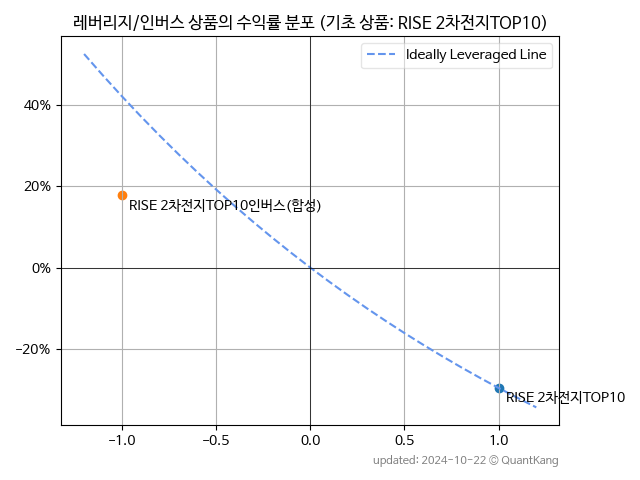 레버리지/인버스 상품의 수익률 분포 (기초 상품: RISE 2차전지TOP10)
Ideally Leveraged Line
40%
20%
0%
-20%
RISE 2차전지TOP10인버스(합성)
RISE 2차전지TOP10
-1.0
-0.5
0.0
0.5
1.0
updated: 2024-10-22 © QuantKang